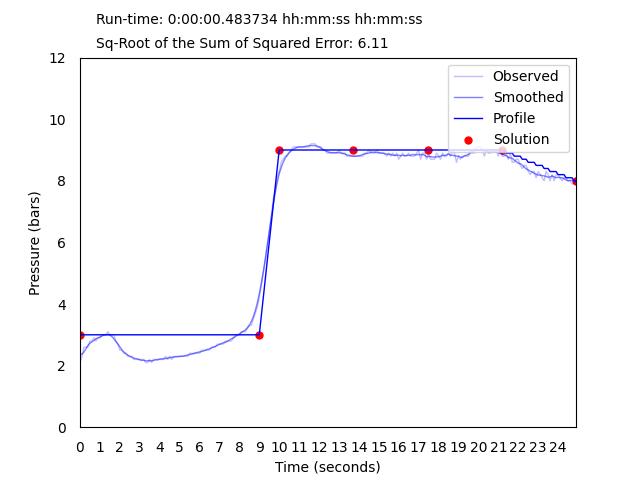 Run-time: 0:00:00.483734 hh:mm:ss hh:mm:ss
Sq-Root of the Sum of Squared Error: 6.11
12
10
8
6
4
2
0
Pressure (bars)
Observed
Smoothed
Profile
Solution
0 1 2 3 4 5 6 7 8 9 10 11 12 13 14 15 16 17 18 19 20 21 22 23 24
Time (seconds)